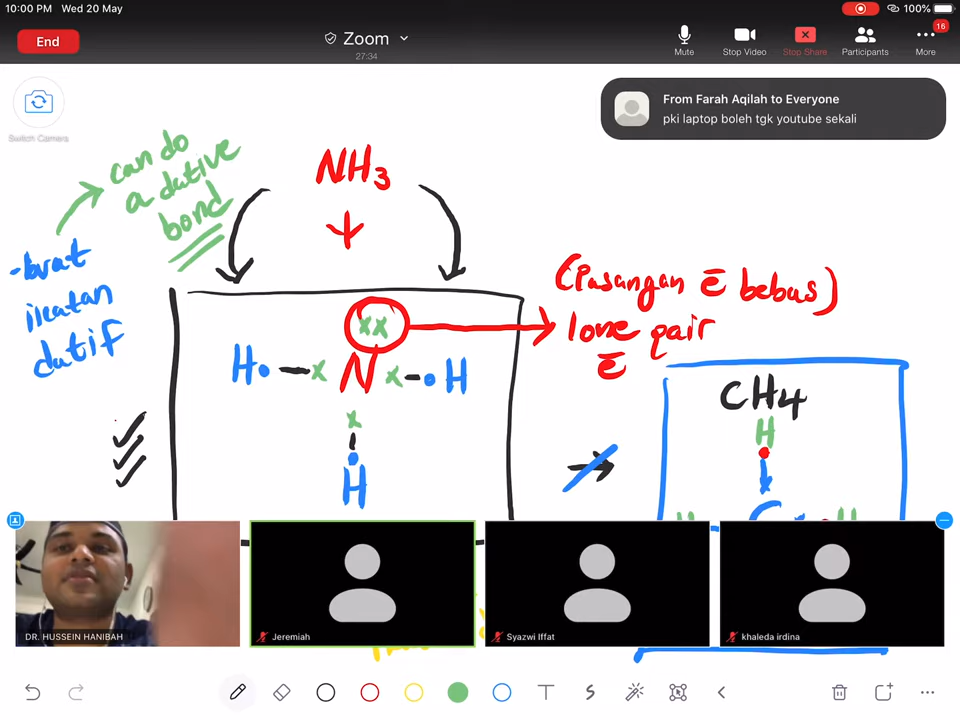 10:00 PM Wed 20 May
100%
End
Zoom
27:34
Mute
Stop Video
Stop Share
Participants
16
More
Switch Camera
From Farah Aqilah to Everyone
pki laptop boleh tgk youtube sekali
can do
a dative
bond
NH3
+
-buat
ikatan
datif
(Pasangan ē bebas)
lone pair
ē
xx
H • — x N x — • H
x
H
CH4
H
C
H
H
DR. HUSSEIN HANIBAH
Jeremiah
Syazwi Iffat
khaleda irdina
T